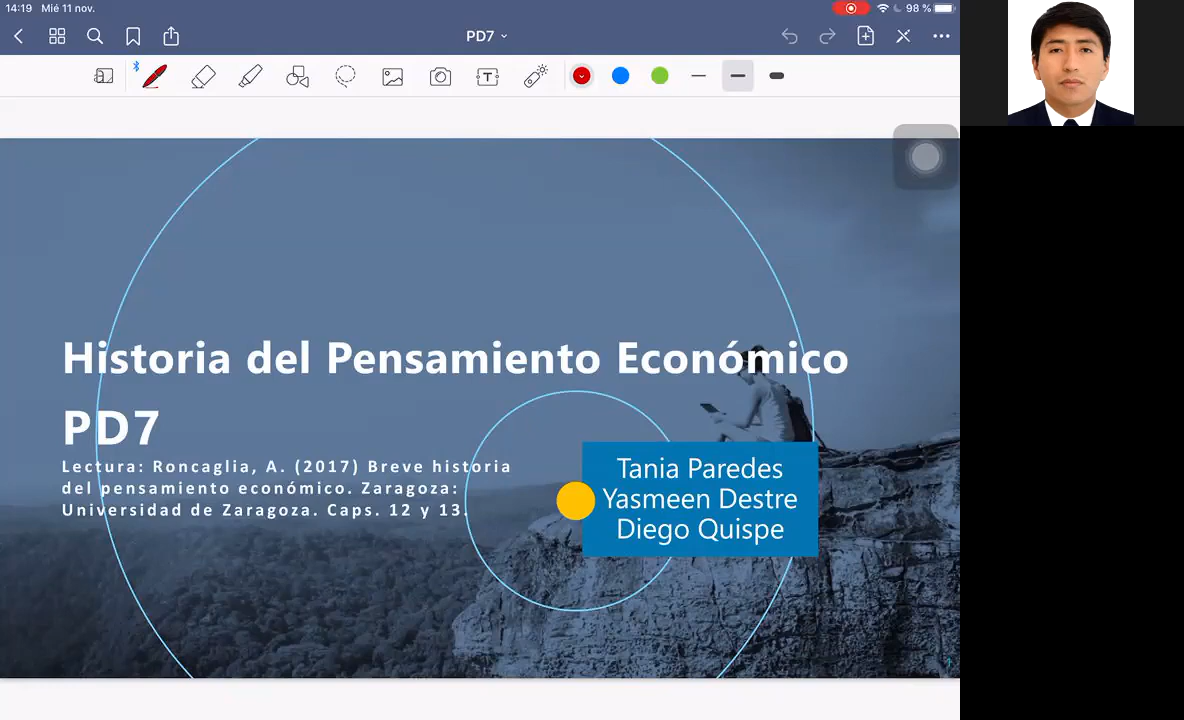 14:19 Mié 11 nov. 98 %
PD7
T
Historia del Pensamiento Económico
PD7
Lectura: Roncaglia, A. (2017) Breve historia
del pensamiento económico. Zaragoza:
Universidad de Zaragoza. Caps. 12 y 13.
Tania Paredes
Yasmeen Destre
Diego Quispe